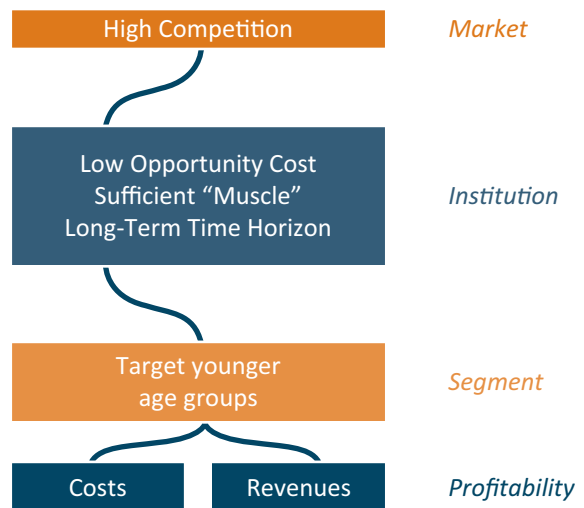 High Competition
Market
Low Opportunity Cost
Sufficient “Muscle”
Long-Term Time Horizon
Institution
Target younger
age groups
Segment
Costs
Revenues
Profitability